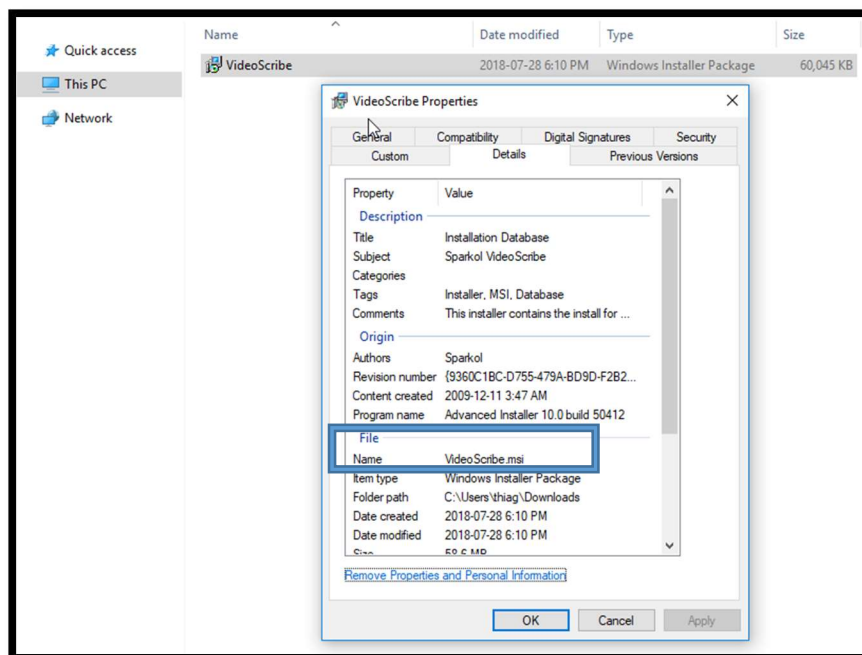 Name Date modified Type Size
Quick access
VideoScribe 2018-07-28 6:10 PM Windows Installer Package 60,045 KB
This PC
Network
VideoScribe Properties
General Compatibility Digital Signatures Security
Custom Details Previous Versions
Property Value
Description
Title Installation Database
Subject Sparkol VideoScribe
Categories
Tags Installer, MSI, Database
Comments This installer contains the install for ...
Origin
Authors Sparkol
Revision number {9360C1BC-D755-479A-BD9D-F2B2...
Content created 2009-12-11 3:47 AM
Program name Advanced Installer 10.0 build 50412
File
Name VideoScribe.msi
Item type Windows Installer Package
Folder path C:\Users\thiag\Downloads
Date created 2018-07-28 6:10 PM
Date modified 2018-07-28 6:10 PM
Size 58.6 MB
Remove Properties and Personal Information
OK Cancel Apply